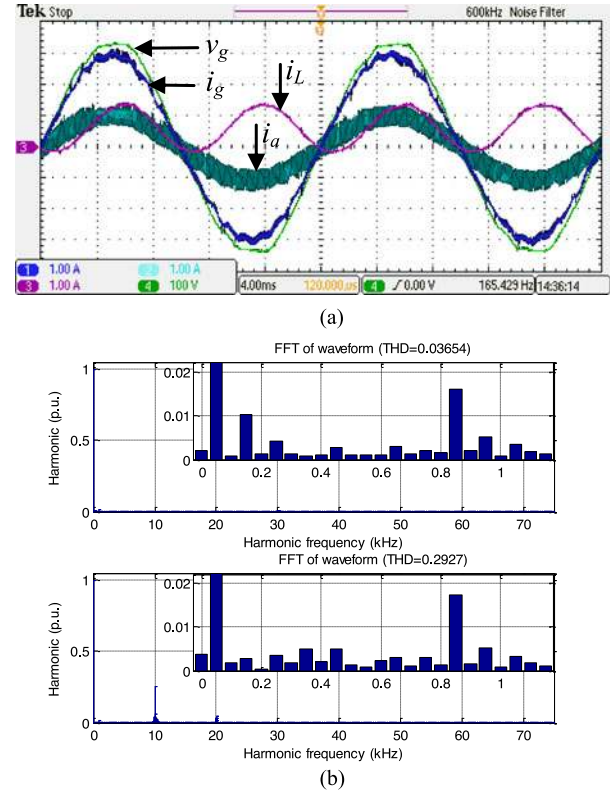 Tek Stop 600kHz Noise Filter
v_g
i_g
i_L
i_a
3
1 1.00 A 2 1.00 A
3 1.00 A 4 100 V
4.00ms 120.000µs 4 0.00 V 165.429 Hz 14:36:14
(a)
FFT of waveform (THD=0.03654)
Harmonic (p.u.)
1
0.5
0
0.02
0.01
0
0 0.2 0.4 0.6 0.8 1
0 10 20 30 40 50 60 70
Harmonic frequency (kHz)
FFT of waveform (THD=0.2927)
Harmonic (p.u.)
1
0.5
0
0.02
0.01
0
0 0.2 0.4 0.6 0.8 1
0 10 20 30 40 50 60 70
Harmonic frequency (kHz)
(b)